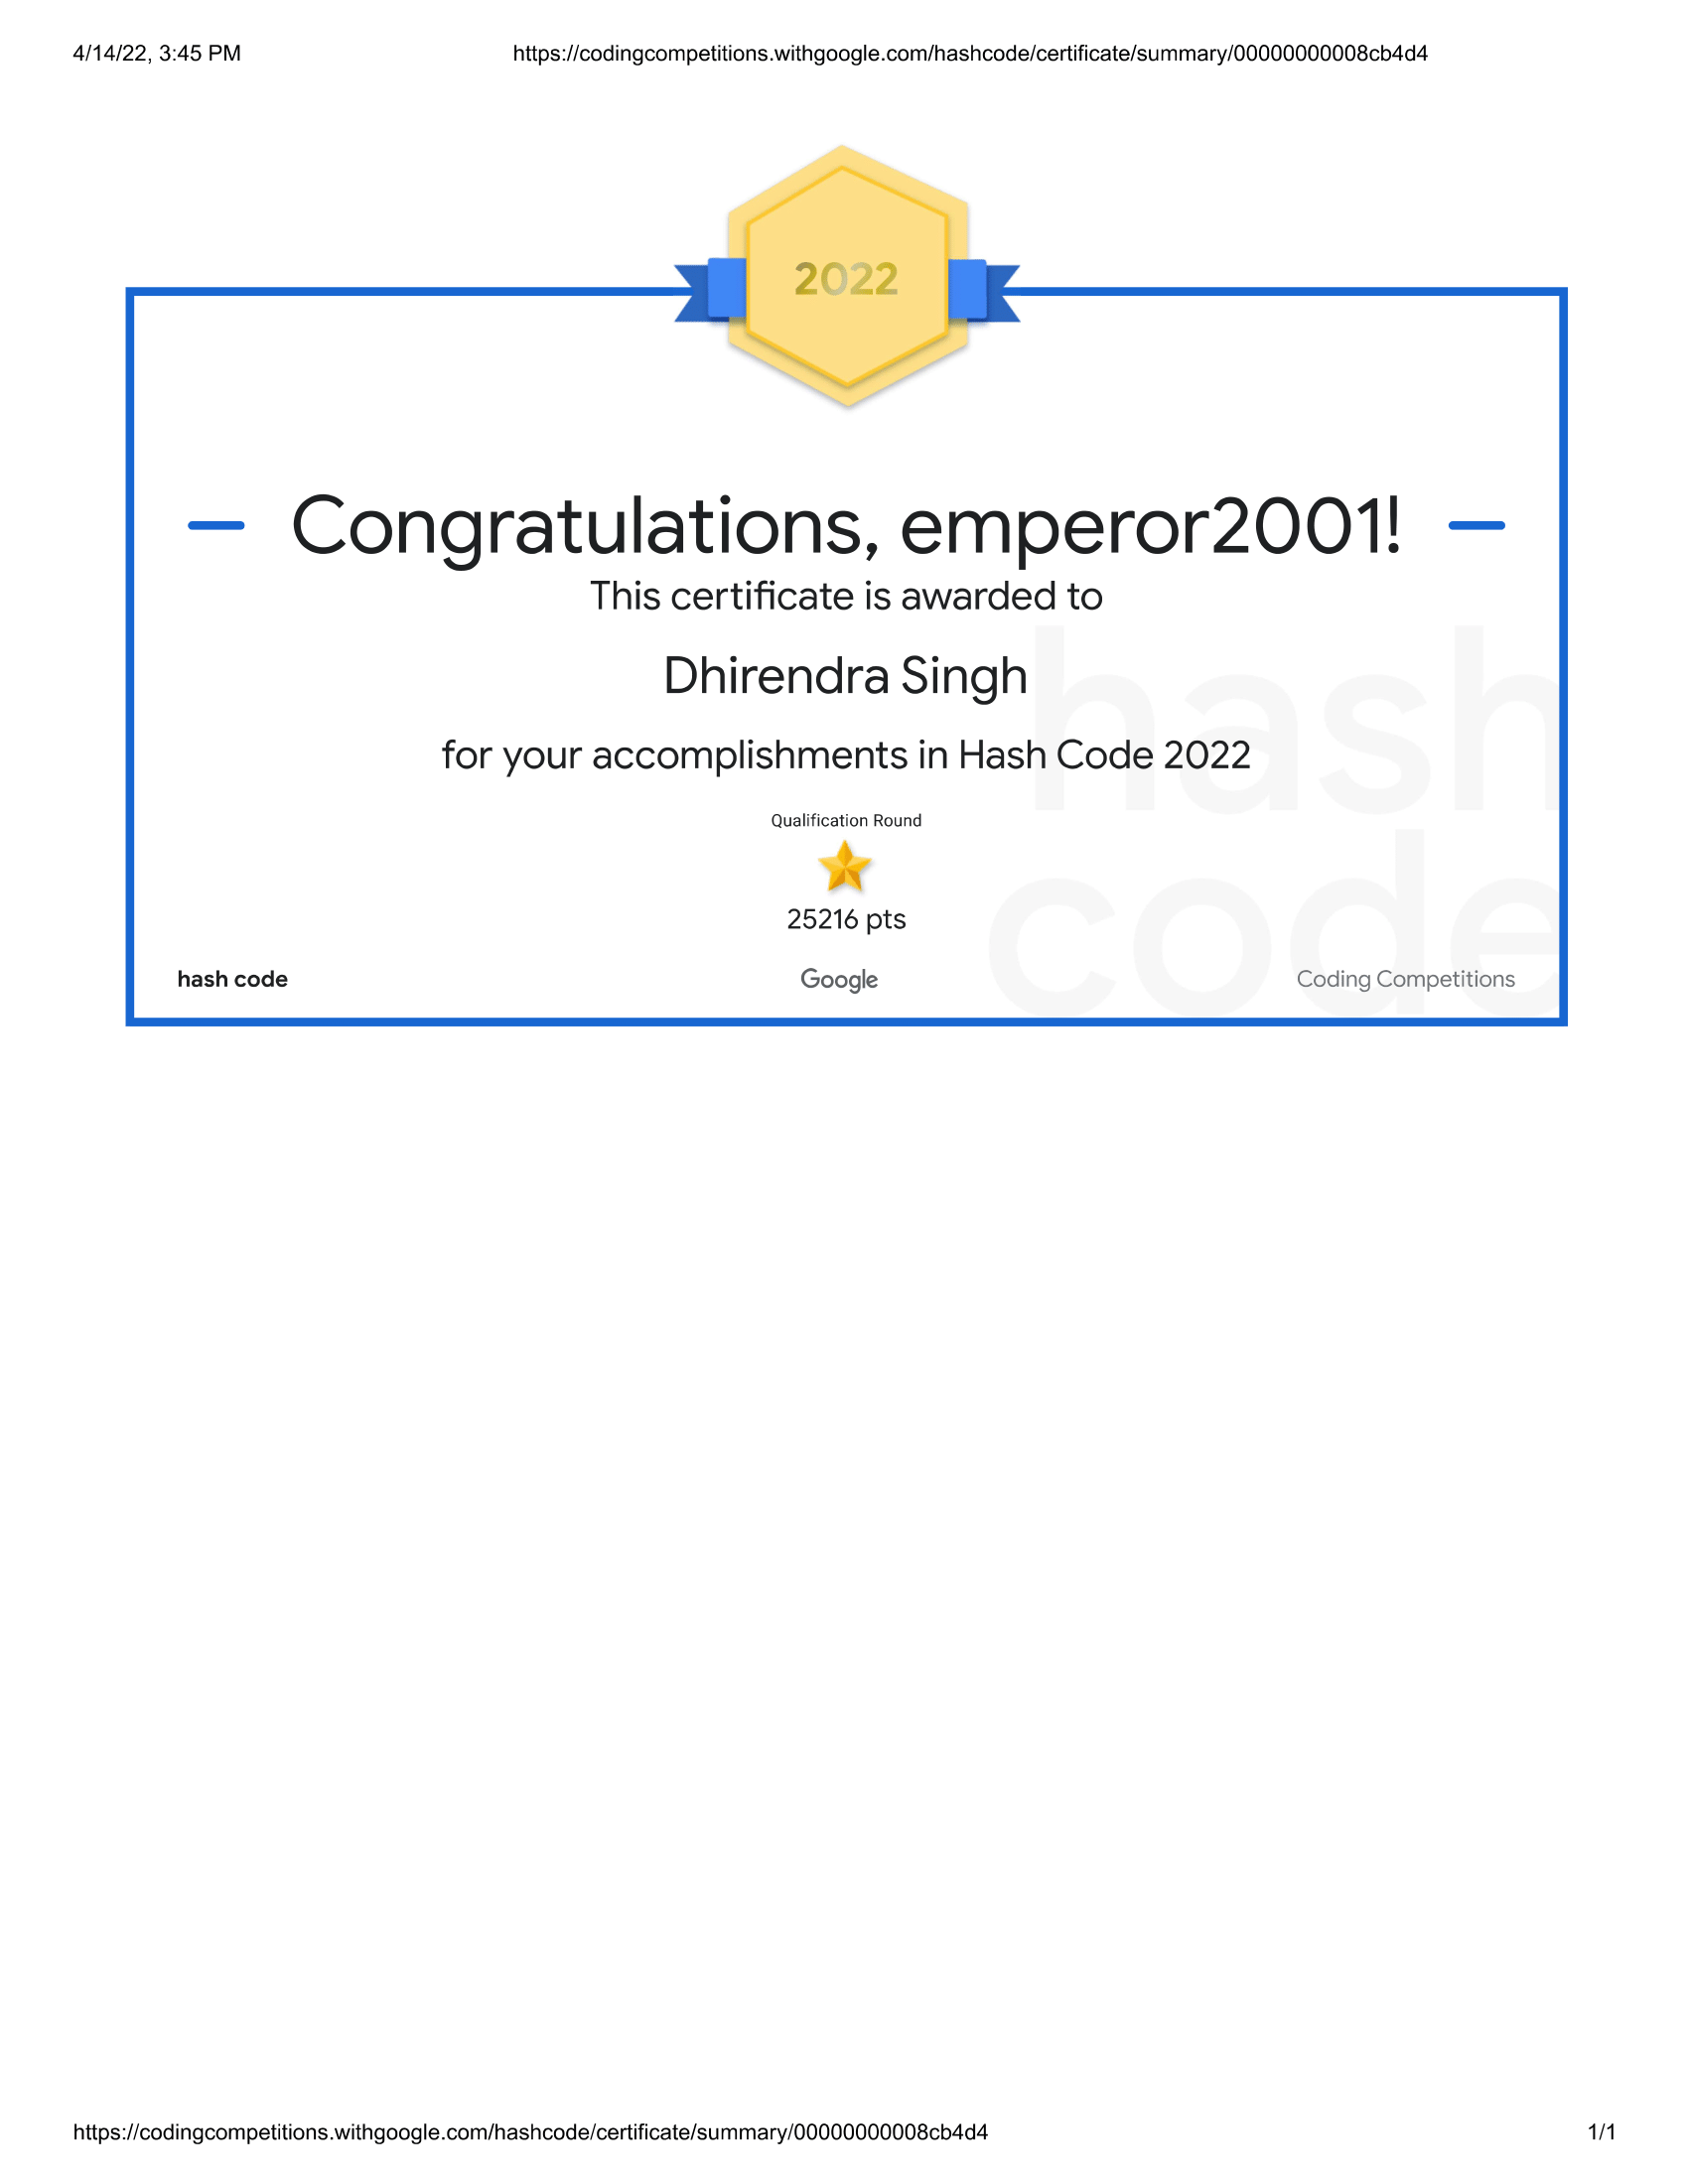 4/14/22, 3:45 PM https://codingcompetitions.withgoogle.com/hashcode/certificate/summary/00000000008cb4d4
2022
Congratulations, emperor2001!
This certificate is awarded to
Dhirendra Singh
for your accomplishments in Hash Code 2022
Qualification Round
25216 pts
hash
code
hash code Google Coding Competitions
https://codingcompetitions.withgoogle.com/hashcode/certificate/summary/00000000008cb4d4 1/1